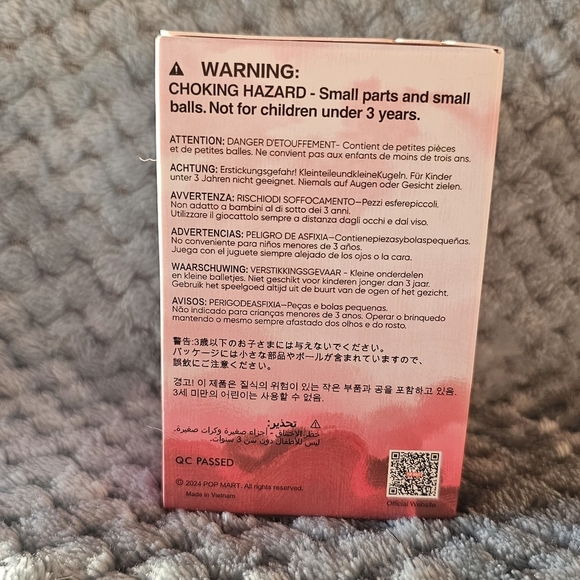 ⚠ WARNING:
CHOKING HAZARD - Small parts and small
balls. Not for children under 3 years.
ATTENTION: DANGER D'ETOUFFEMENT- Contient de petites pièces
et de petites balles. Ne convient pas aux enfants de moins de trois ans.
ACHTUNG: Erstickungsgefahr! KleinteileundkleineKugeln. Für Kinder
unter 3 Jahren nicht geeignet. Niemals auf Augen oder Gesicht zielen.
AVVERTENZA: RISCHIODI SOFFOCAMENTO—Pezzi esferepiccoli.
Non adatto a bambini al di sotto dei 3 anni.
Utilizzare il giocattolo sempre a distanza dagli occhi e dal viso.
ADVERTENCIAS: PELIGRO DE ASFIXIA—Contienepiezasybolaspequeñas.
No conveniente para niños menores de 3 años.
Juega con el juguete siempre alejado de los ojos o la cara.
WAARSCHUWING: VERSTIKKINGSGEVAAR - Kleine onderdelen
en kleine balletjes. Niet geschikt voor kinderen jonger dan 3 jaar.
Gebruik het speelgoed altijd uit de buurt van de ogen of het gezicht.
AVISOS: PERIGODEASFIXIA—Peças e bolas pequenas.
Não indicado para crianças menores de 3 anos. Operar o brinquedo
mantendo o mesmo sempre afastado dos olhos e do rosto.
警告:3歳以下のお子さまには与えないでください。
パッケージには小さな部品やボールが含まれていますので、
誤飲にご注意ください。
경고! 이 제품은 질식의 위험이 있는 작은 부품과 공을 포함하고 있음.
3세 미만의 어린이는 사용할 수 없음.
⚠ تحذير:
خطر الاختناق - أجزاء صغيرة وكرات صغيرة.
ليس للأطفال دون سن 3 سنوات.
QC PASSED
© 2024 POP MART. All rights reserved.
Made in Vietnam
Official Website